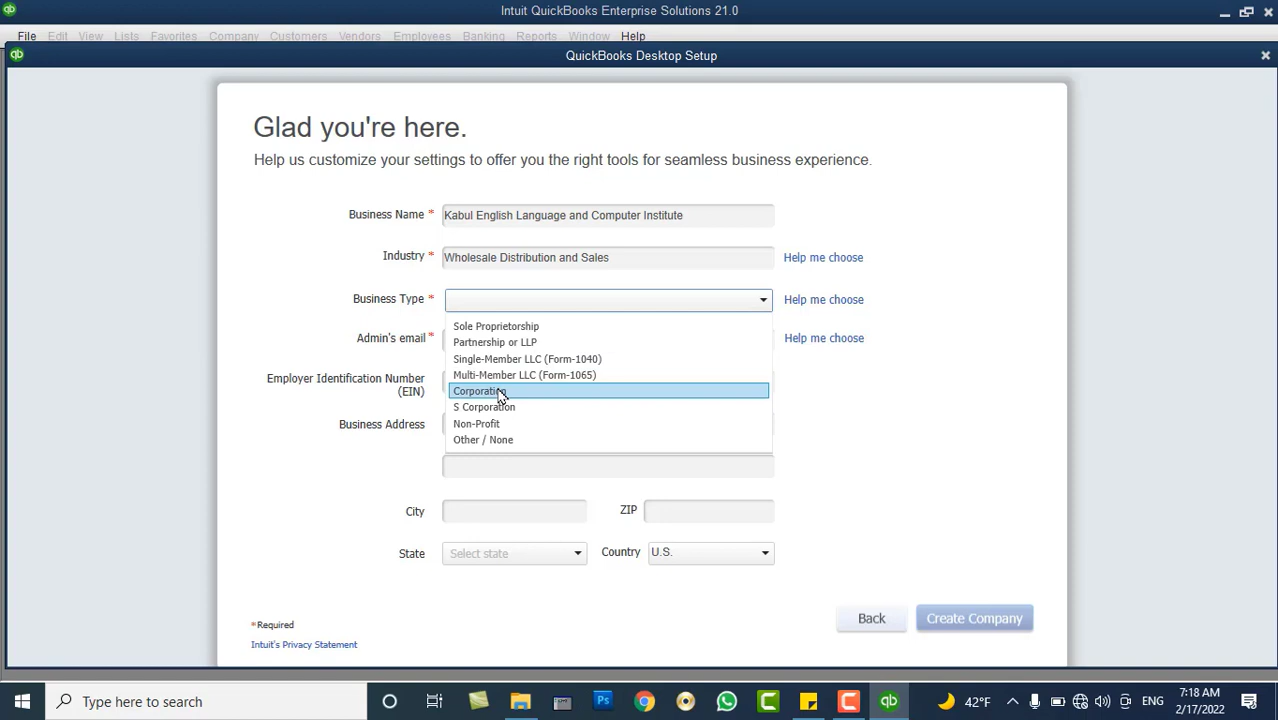 Intuit QuickBooks Enterprise Solutions 21.0
File Edit View Lists Favorites Company Customers Vendors Employees Banking Reports Window Help
QuickBooks Desktop Setup
Glad you're here.
Help us customize your settings to offer you the right tools for seamless business experience.
Business Name * Kabul English Language and Computer Institute
Industry * Wholesale Distribution and Sales Help me choose
Business Type * Help me choose
Sole Proprietorship
Admin's email * Help me choose
Partnership or LLP
Single-Member LLC (Form-1040)
Multi-Member LLC (Form-1065)
Employer Identification Number
(EIN)
Corporation
S Corporation
Business Address
Non-Profit
Other / None
City ZIP
State Select state Country U.S.
Back Create Company
*Required
Intuit's Privacy Statement
Type here to search
Ps
qb
42°F
ENG
7:18 AM
2/17/2022